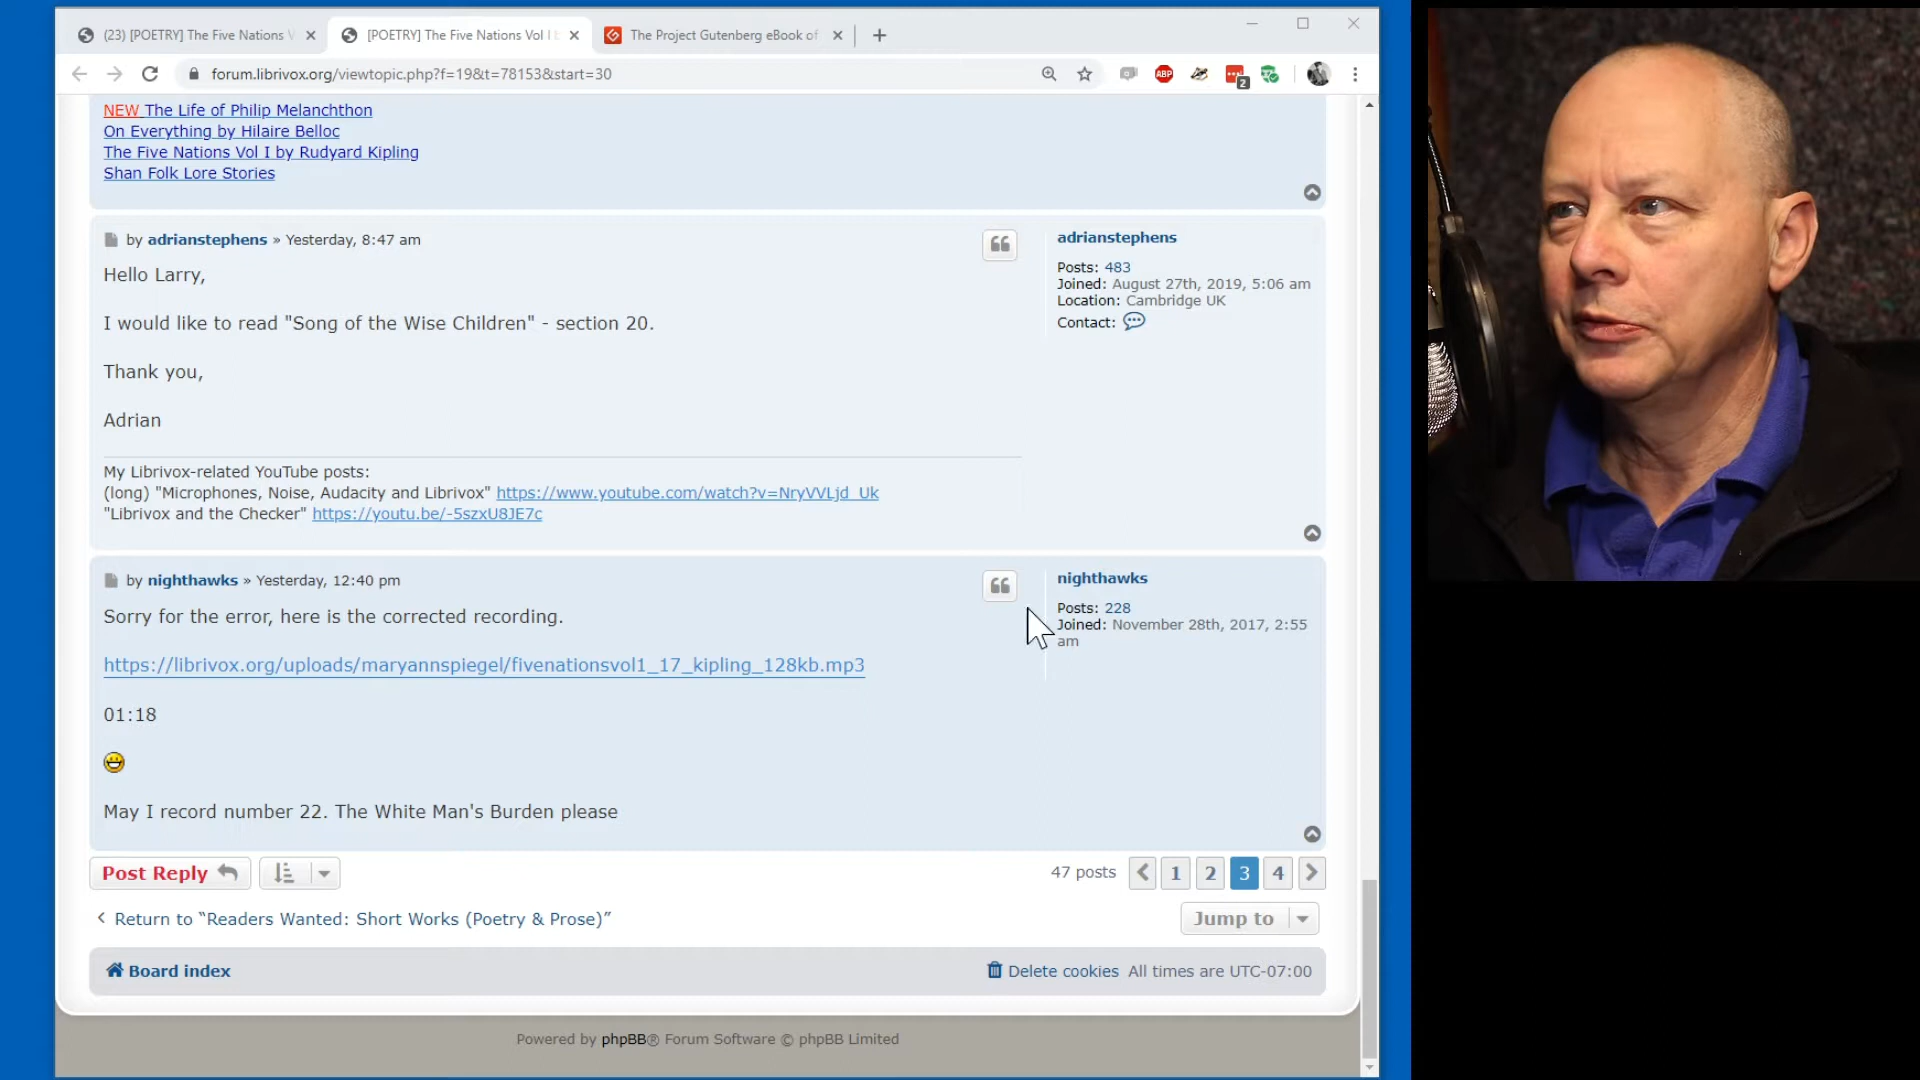 (23) [POETRY] The Five Nations V
[POETRY] The Five Nations Vol I b
The Project Gutenberg eBook of
forum.librivox.org/viewtopic.php?f=19&t=78153&start=30
ABP
2
NEW The Life of Philip Melanchthon
On Everything by Hilaire Belloc
The Five Nations Vol I by Rudyard Kipling
Shan Folk Lore Stories
by adrianstephens » Yesterday, 8:47 am
Hello Larry,
I would like to read "Song of the Wise Children" - section 20.
Thank you,
Adrian
My Librivox-related YouTube posts:
(long) "Microphones, Noise, Audacity and Librivox" https://www.youtube.com/watch?v=NryVVLjd_Uk
"Librivox and the Checker" https://youtu.be/-5szxU8JE7c
adrianstephens
Posts: 483
Joined: August 27th, 2019, 5:06 am
Location: Cambridge UK
Contact:
by nighthawks » Yesterday, 12:40 pm
Sorry for the error, here is the corrected recording.
https://librivox.org/uploads/maryannspiegel/fivenationsvol1_17_kipling_128kb.mp3
01:18
May I record number 22. The White Man's Burden please
nighthawks
Posts: 228
Joined: November 28th, 2017, 2:55
am
Post Reply
47 posts
1
2
3
4
Return to “Readers Wanted: Short Works (Poetry & Prose)”
Jump to
Board index
Delete cookies
All times are UTC-07:00
Powered by phpBB® Forum Software © phpBB Limited